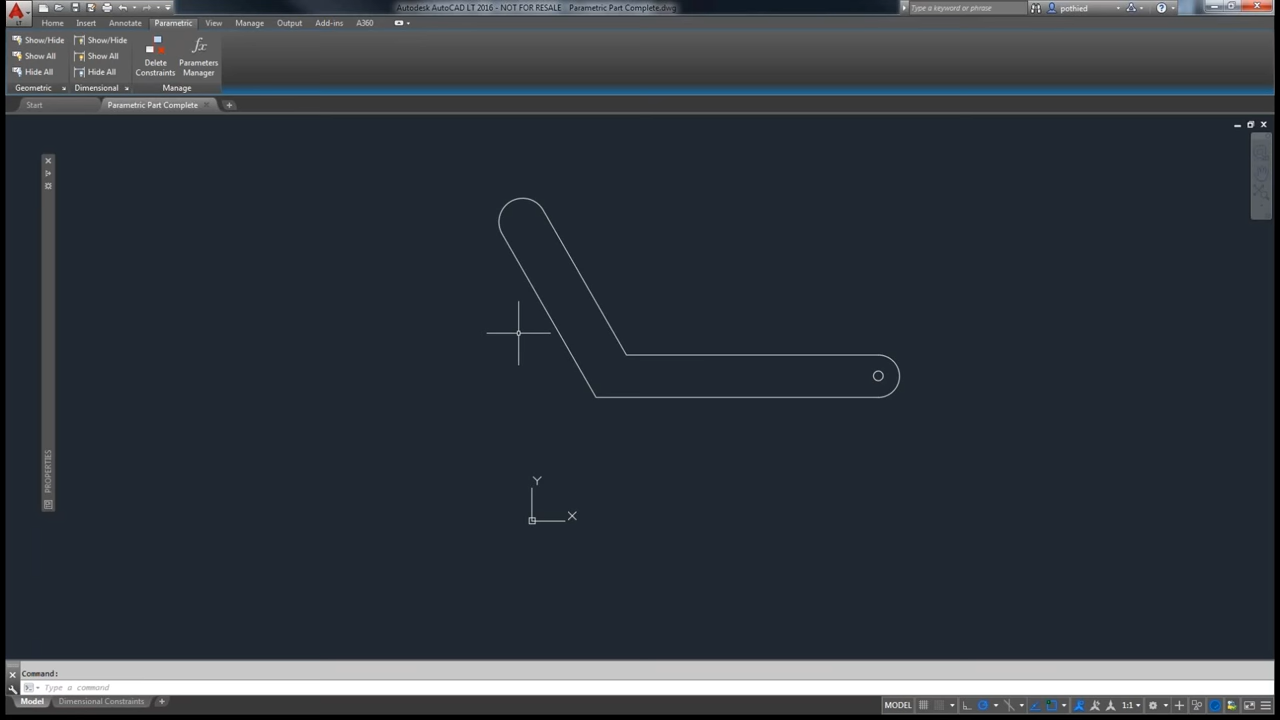 Autodesk AutoCAD LT 2016 - NOT FOR RESALE Parametric Part Complete.dwg
Type a keyword or phrase
pothied
LT
Home Insert Annotate Parametric View Manage Output Add-ins A360
Show/Hide Show/Hide
Show All Show All
Hide All Hide All
Delete Constraints
fx
Parameters Manager
Geometric Dimensional Manage
Start Parametric Part Complete
PROPERTIES
Y
X
Command:
Type a command
Model Dimensional Constraints
MODEL 1:1